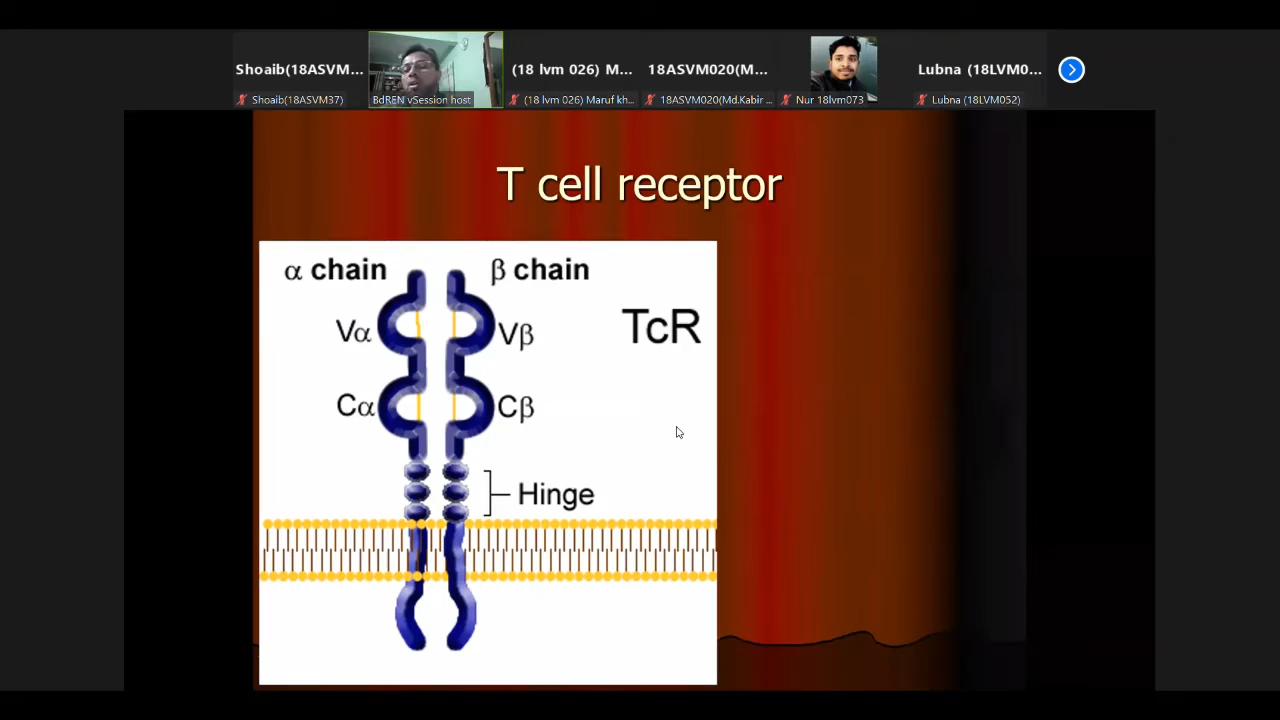 Shoaib(18ASVM...
(18 lvm 026) M...
18ASVM020(M...
Lubna (18LVM0...
Shoaib(18ASVM37)
BdREN vSession host
(18 lvm 026) Maruf kh...
18ASVM020(Md.Kabir ...
Nur 18lvm073
Lubna (18LVM052)
T cell receptor
α chain
β chain
TcR
Vα
Vβ
Cα
Cβ
Hinge